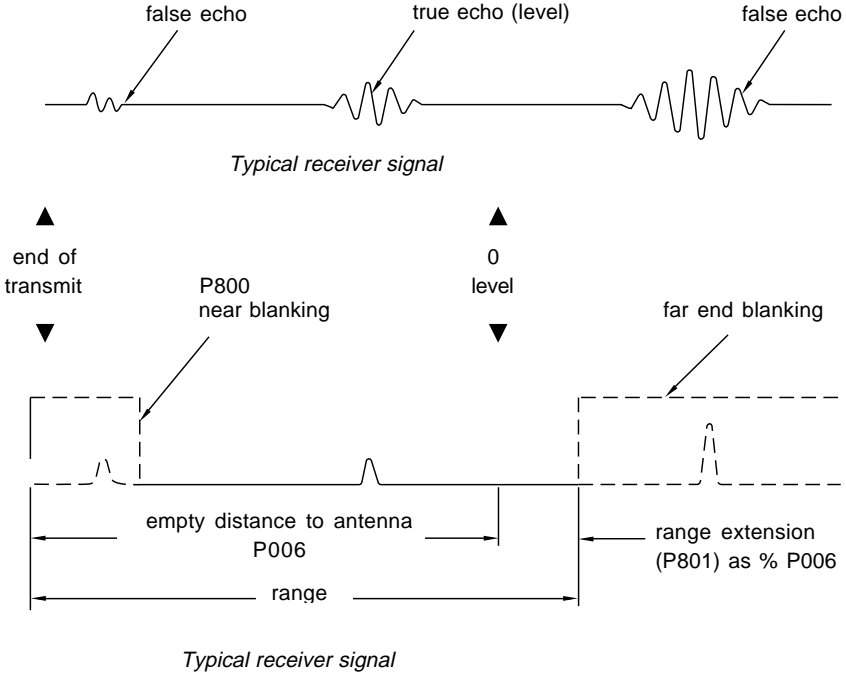 false echo
true echo (level)
false echo
Typical receiver signal
end of
transmit
P800
near blanking
0
level
far end blanking
empty distance to antenna
P006
range extension
(P801) as % P006
range
Typical receiver signal